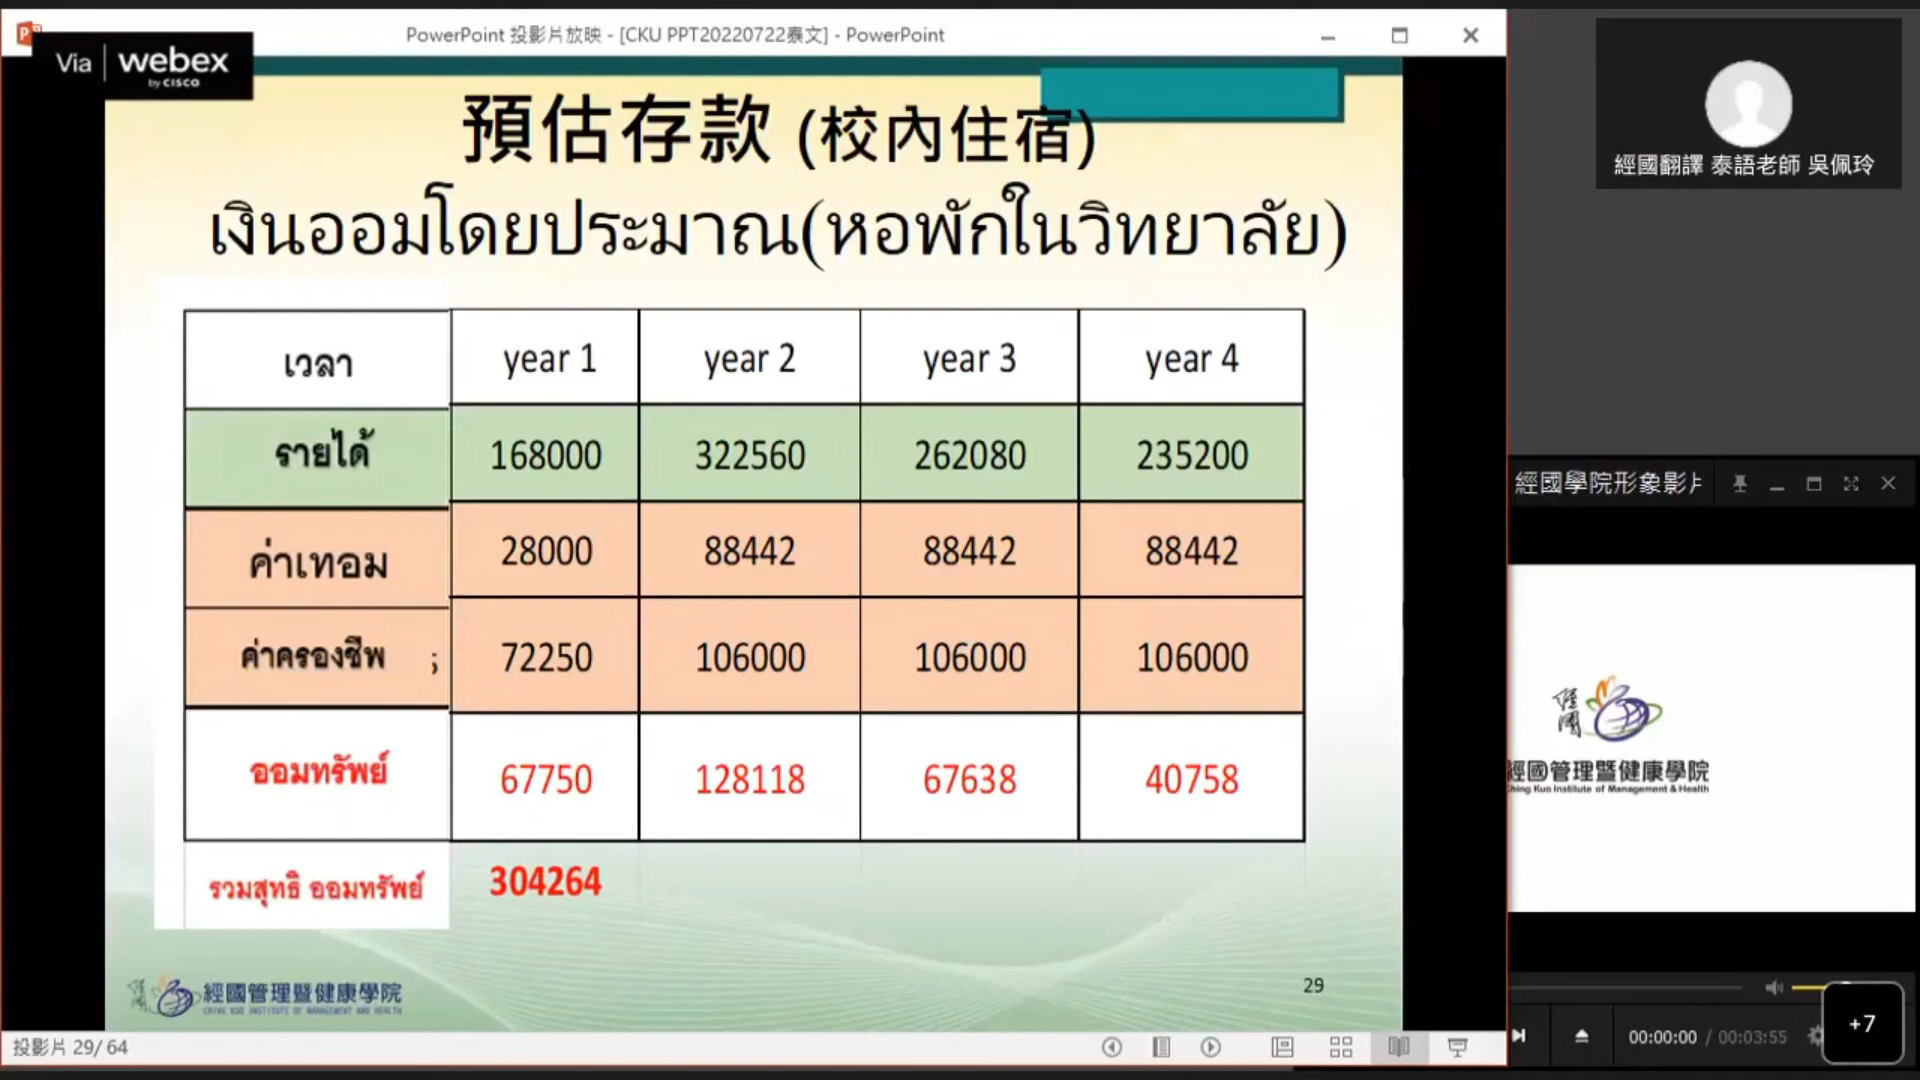 PowerPoint 投影片放映 - [CKU PPT20220722泰文] - PowerPoint
Via webex
by CISCO
預估存款 (校內住宿)
เงินออมโดยประมาณ(หอพักในวิทยาลัย)
เวลา year 1 year 2 year 3 year 4
รายได้ 168000 322560 262080 235200
ค่าเทอม 28000 88442 88442 88442
ค่าครองชีพ ; 72250 106000 106000 106000
ออมทรัพย์ 67750 128118 67638 40758
รวมสุทธิ ออมทรัพย์ 304264
經國管理暨健康學院
CHING KUO INSTITUTE OF MANAGEMENT AND HEALTH
29
投影片 29/ 64
經國翻譯 泰語老師 吳佩玲
經國學院形象影片
經國
經國管理暨健康學院
Ching Kuo Institute of Management & Health
00:00:00 / 00:03:55
+7